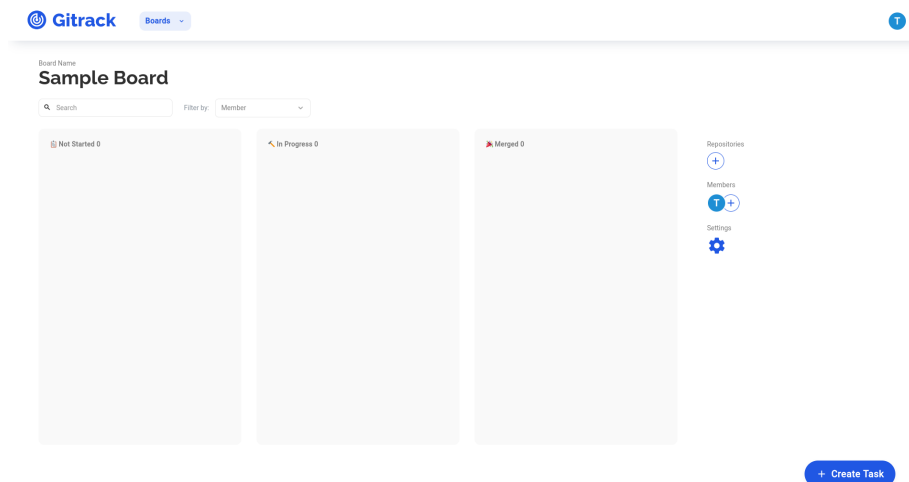 Gitrack
Boards
T
Board Name
Sample Board
Search
Filter by:
Member
Not Started 0
In Progress 0
Merged 0
Repositories
+
Members
T +
Settings
+ Create Task